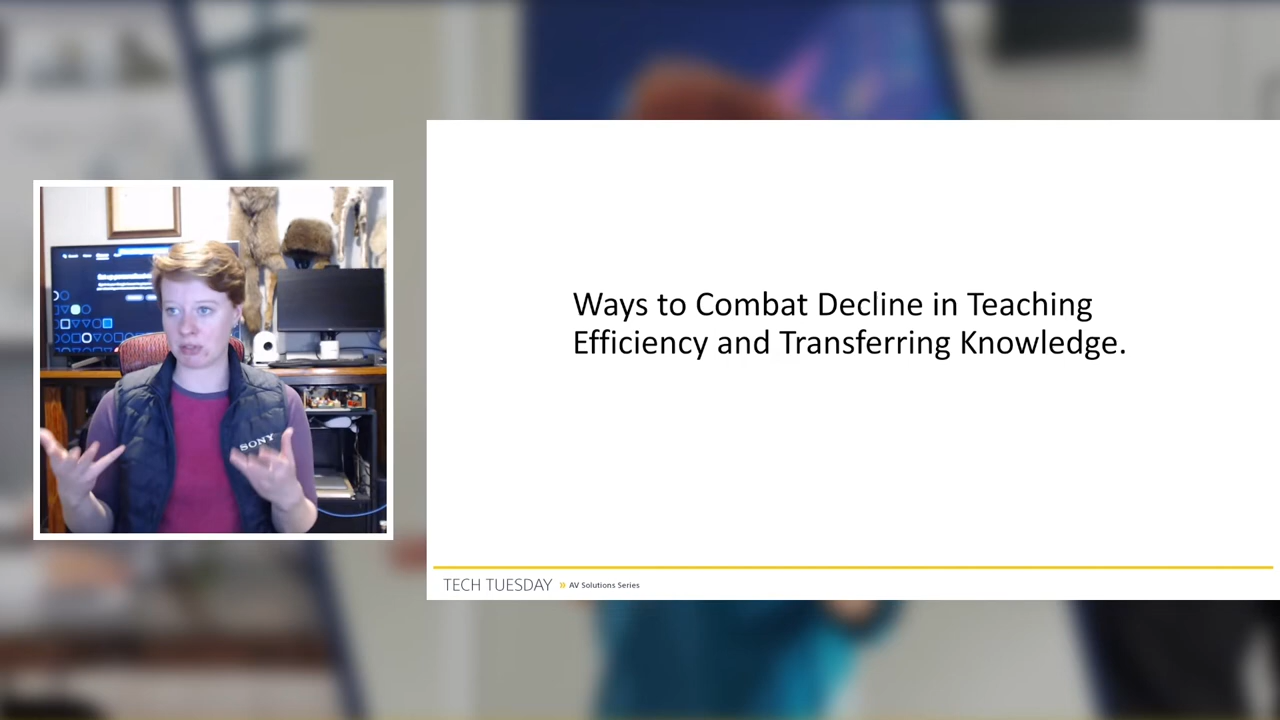 SONY
Ways to Combat Decline in Teaching
Efficiency and Transferring Knowledge.
TECH TUESDAY » AV Solutions Series